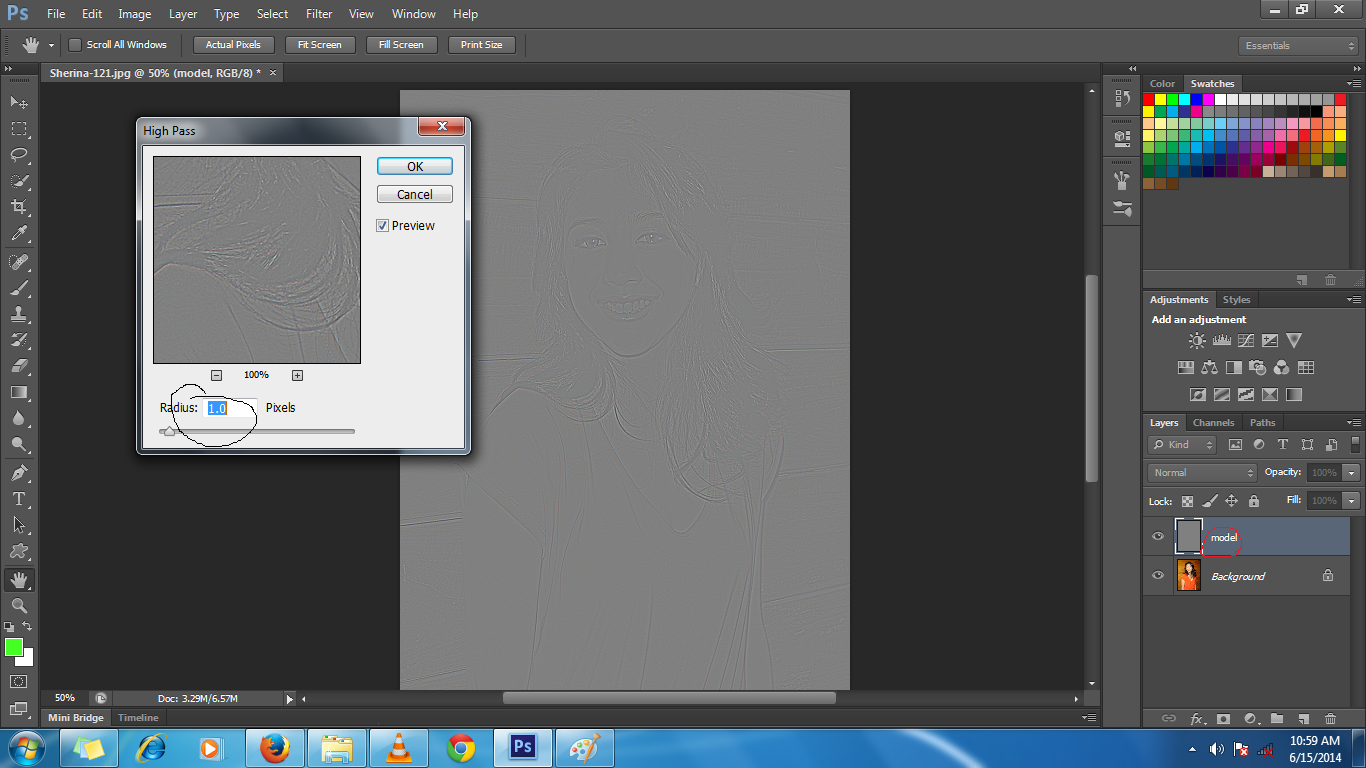 Ps File Edit Image Layer Type Select Filter View Window Help
Scroll All Windows Actual Pixels Fit Screen Fill Screen Print Size Essentials
Sherina-121.jpg @ 50% (model, RGB/8) * ×
High Pass
OK
Cancel
Preview
100%
Radius: 1.0 Pixels
Color Swatches
Adjustments Styles
Add an adjustment
Layers Channels Paths
Kind
Normal Opacity: 100%
Lock: Fill: 100%
model
Background
50% Doc: 3.29M/6.57M
Mini Bridge Timeline
Ps
10:59 AM
6/15/2014